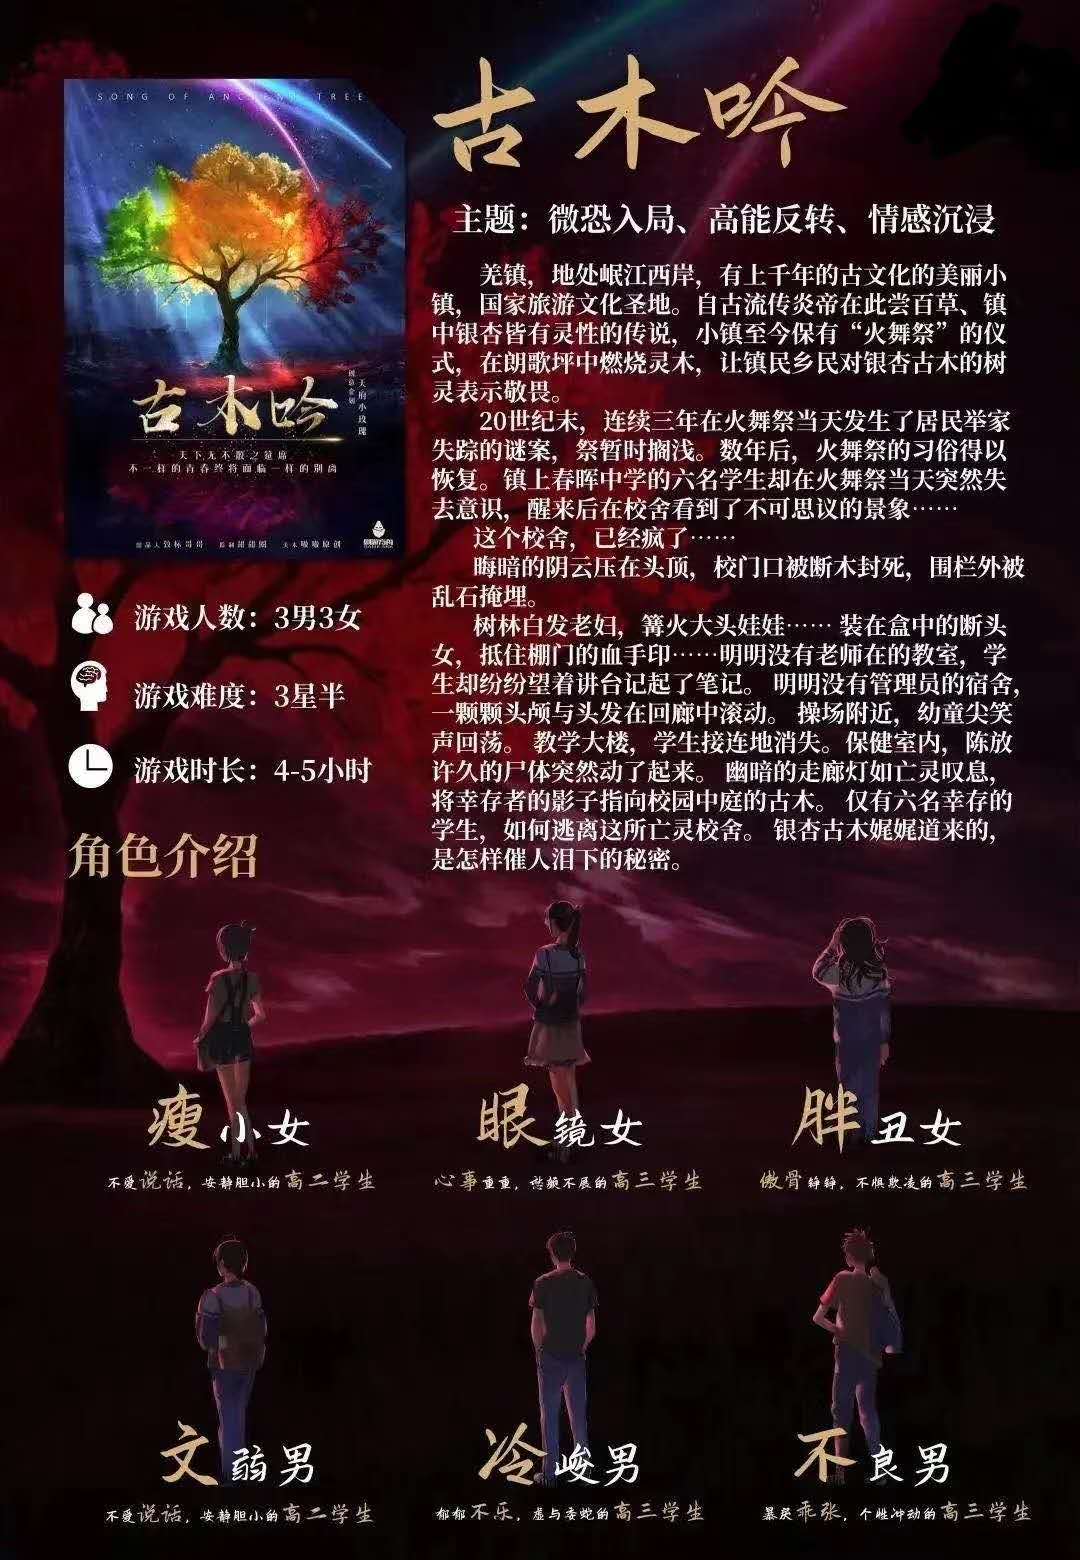 SONG OF ANCIENT TREE
古木吟
天府小玫瑰
天下无不散之筵席
不一样的青春终将面临一样的别离
古木吟
主题：微恐入局、高能反转、情感沉浸
羌镇，地处岷江西岸，有上千年的古文化的美丽小
镇，国家旅游文化圣地。自古流传炎帝在此尝百草、镇
中银杏皆有灵性的传说，小镇至今保有“火舞祭”的仪
式，在朗歌坪中燃烧灵木，让镇民乡民对银杏古木的树
灵表示敬畏。
20世纪末，连续三年在火舞祭当天发生了居民举家
失踪的谜案，祭暂时搁浅。数年后，火舞祭的习俗得以
恢复。镇上春晖中学的六名学生却在火舞祭当天突然失
去意识，醒来后在校舍看到了不可思议的景象……
这个校舍，已经疯了……
晦暗的阴云压在头顶，校门口被断木封死，围栏外被
乱石掩埋。
树林白发老妇，篝火大头娃娃…… 装在盒中的断头
女，抵住棚门的血手印……明明没有老师在的教室，学
生却纷纷望着讲台记起了笔记。 明明没有管理员的宿舍，
一颗颗头颅与头发在回廊中滚动。 操场附近，幼童尖笑
声回荡。 教学大楼，学生接连地消失。保健室内，陈放
许久的尸体突然动了起来。 幽暗的走廊灯如亡灵叹息，
将幸存者的影子指向校园中庭的古木。 仅有六名幸存的
学生，如何逃离这所亡灵校舍。 银杏古木娓娓道来的，
是怎样催人泪下的秘密。
游戏人数：3男3女
游戏难度：3星半
游戏时长：4-5小时
角色介绍
瘦小女
不爱说话，安静胆小的高二学生
眼镜女
心事重重，愁颜不展的高三学生
胖丑女
傲骨铮铮，不惧欺凌的高三学生
文弱男
不爱说话，安静胆小的高二学生
冷峻男
郁郁不乐，虚与委蛇的高三学生
不良男
暴戾乖张，个性冲动的高三学生